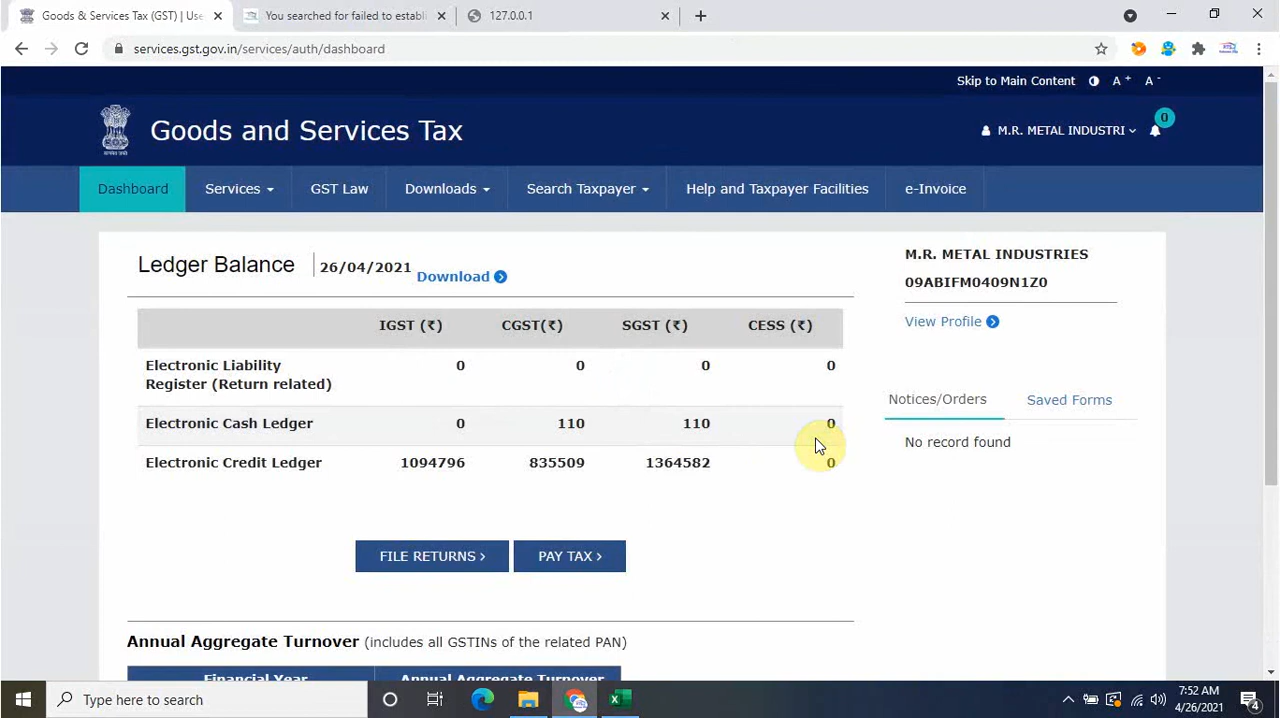 Goods & Services Tax (GST) | Use
You searched for failed to establi
127.0.0.1
services.gst.gov.in/services/auth/dashboard
Skip to Main Content A+ A-
Goods and Services Tax
M.R. METAL INDUSTRI
0
Dashboard Services GST Law Downloads Search Taxpayer Help and Taxpayer Facilities e-Invoice
Ledger Balance 26/04/2021 Download
IGST (₹) CGST(₹) SGST (₹) CESS (₹)
Electronic Liability
Register (Return related) 0 0 0 0
Electronic Cash Ledger 0 110 110 0
Electronic Credit Ledger 1094796 835509 1364582 0
FILE RETURNS > PAY TAX >
M.R. METAL INDUSTRIES
09ABIFM0409N1Z0
View Profile
Notices/Orders Saved Forms
No record found
Annual Aggregate Turnover (includes all GSTINs of the related PAN)
Financial Year Annual Aggregate Turnover
Type here to search
7:52 AM
4/26/2021
4